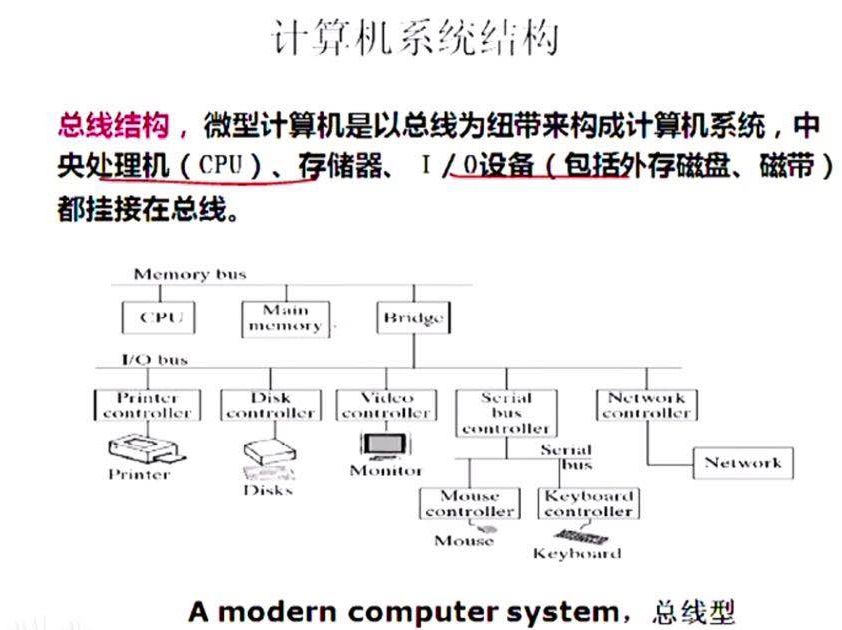 计算机系统结构
总线结构，微型计算机是以总线为纽带来构成计算机系统，中
央处理机（CPU）、存储器、 I/O设备（包括外存磁盘、磁带）
都挂接在总线。
Memory bus
CPU
Main
memory
Bridge
I/O bus
Printer
controller
Disk
controller
Video
controller
Serial
bus
controller
Network
controller
Printer
Disks
Monitor
Serial
bus
Network
Mouse
controller
Keyboard
controller
Mouse
Keyboard
A modern computer system，总线型